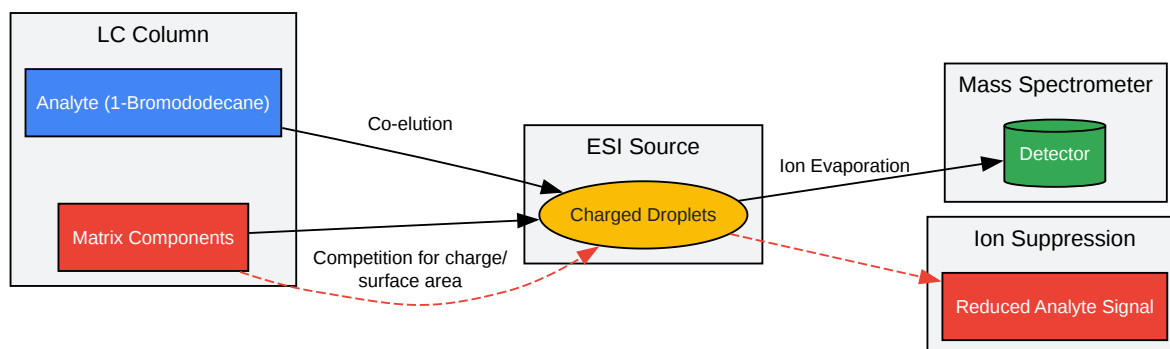 LC Column
Analyte (1-Bromododecane)
Matrix Components
Co-elution
Competition for charge/
surface area
ESI Source
Charged Droplets
Ion Evaporation
Mass Spectrometer
Detector
Ion Suppression
Reduced Analyte Signal